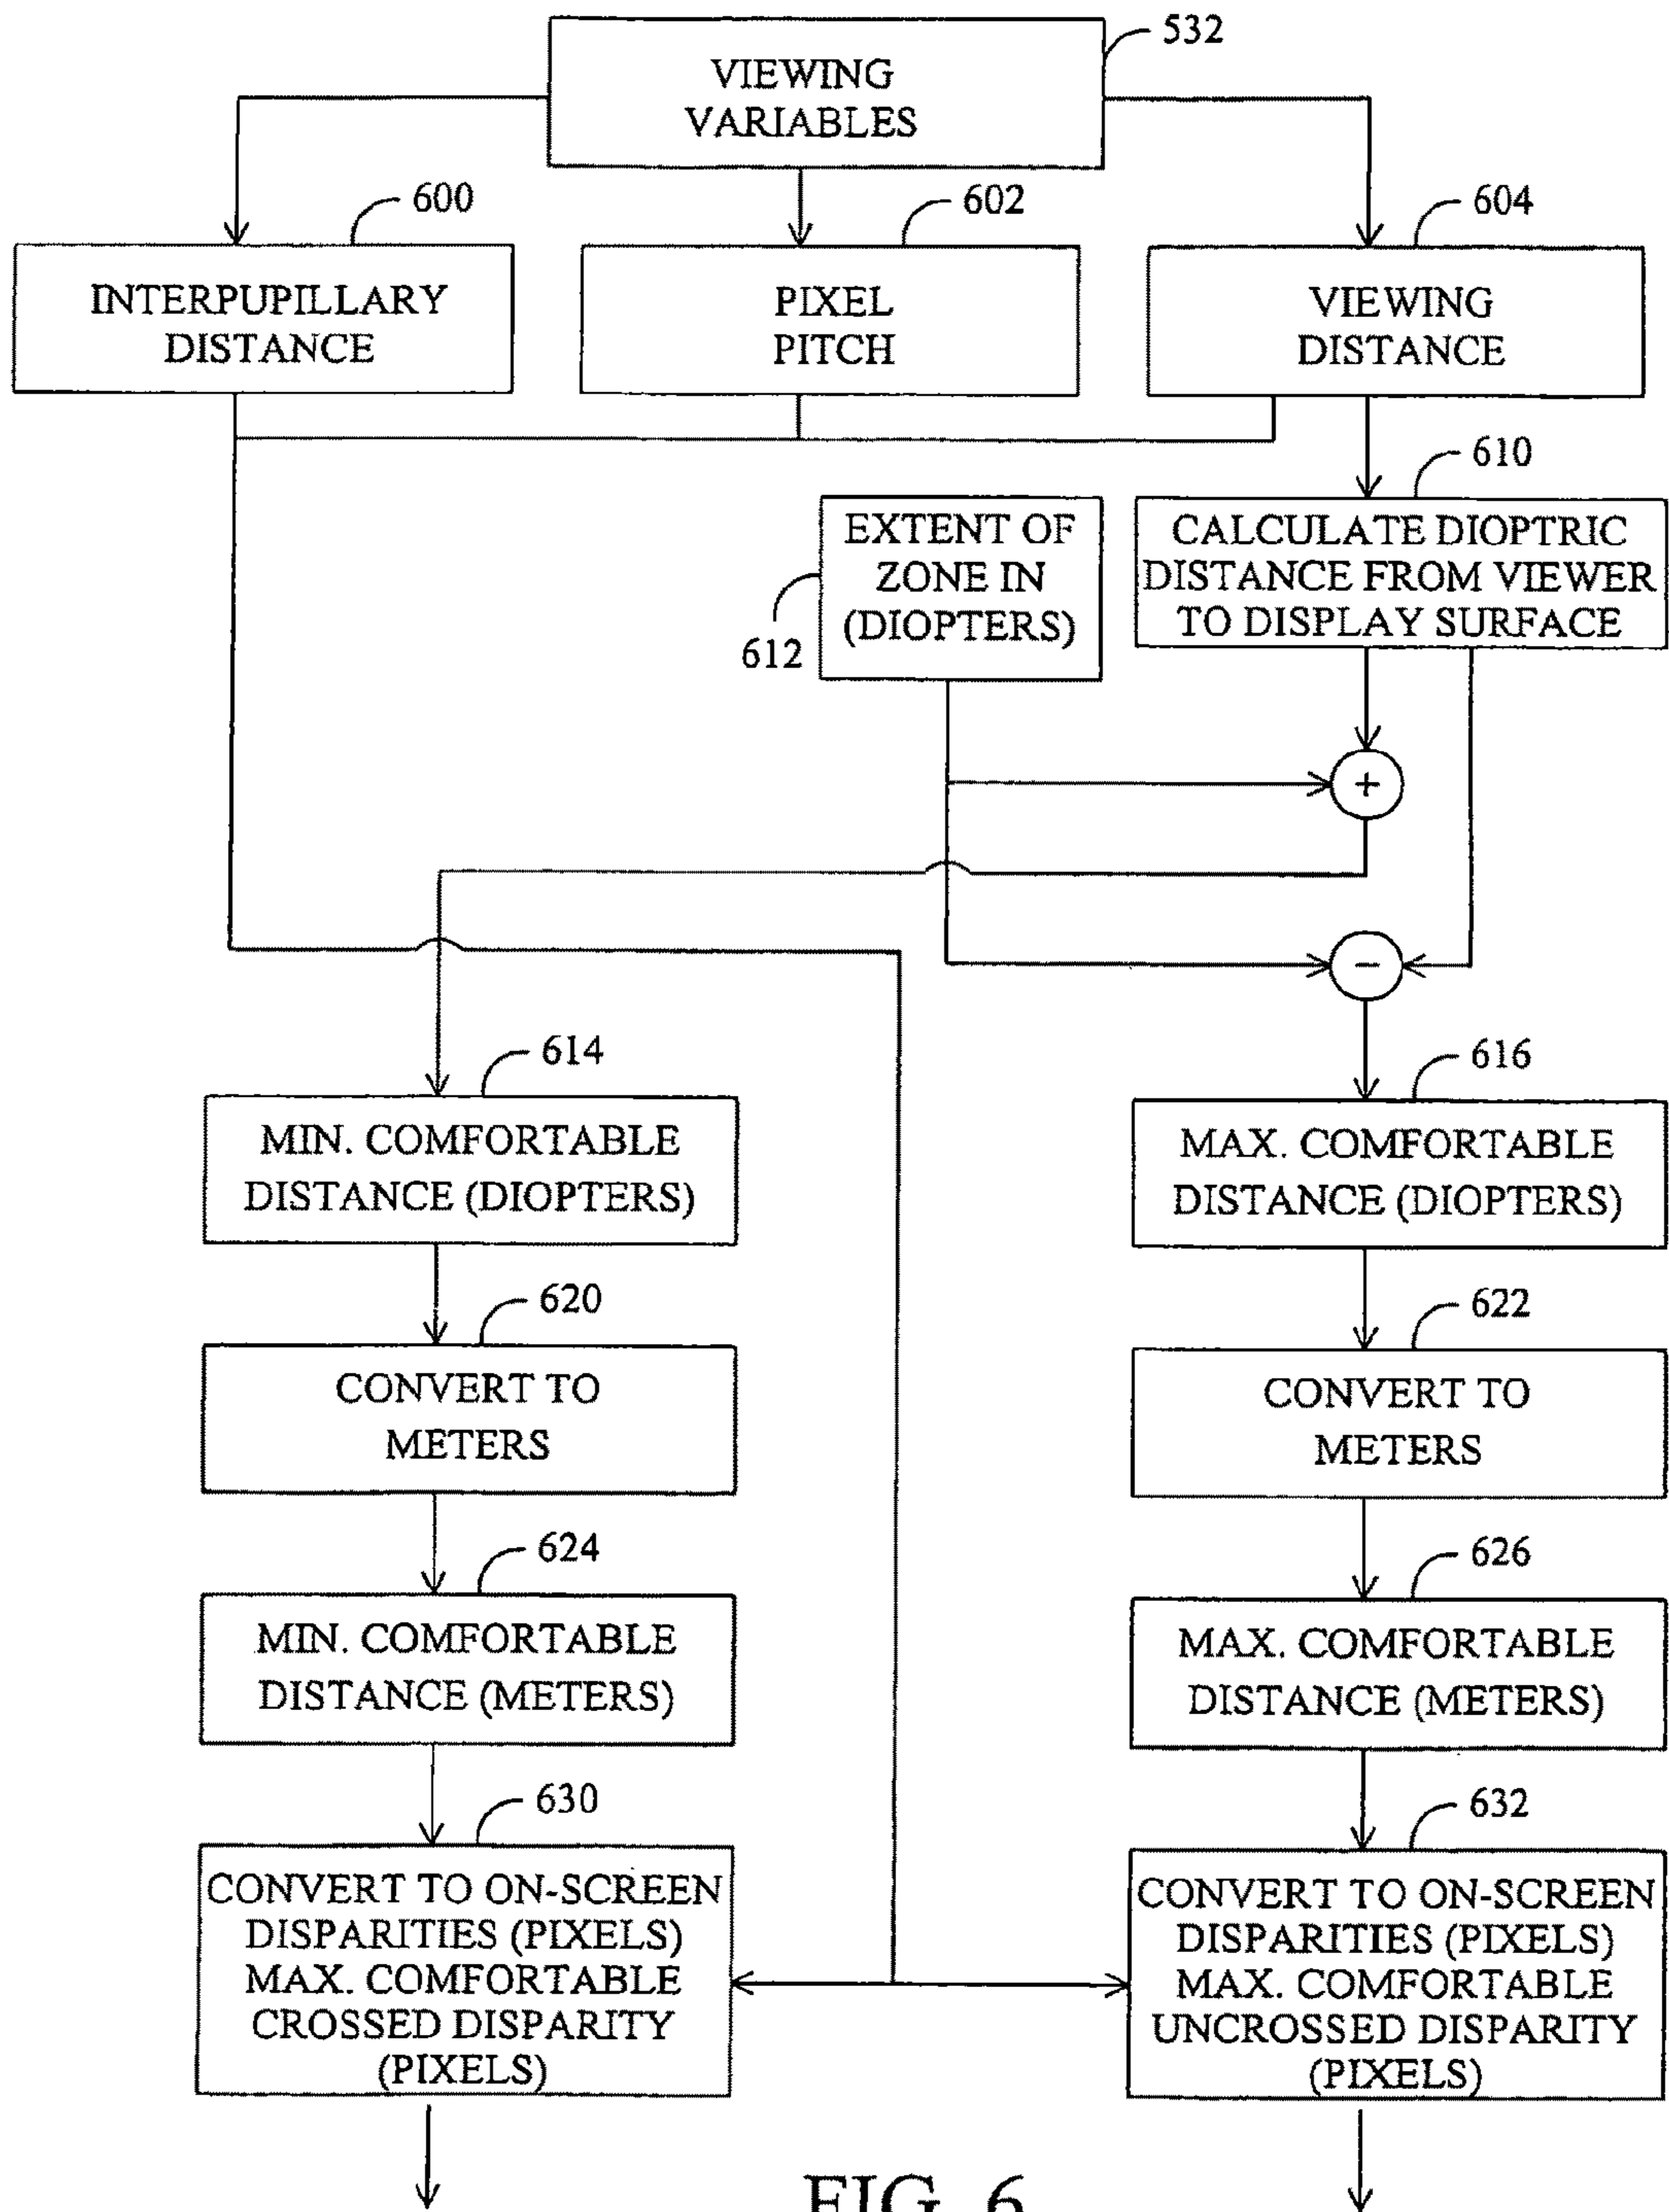 532
VIEWING
VARIABLES
600
602
604
INTERPUPILLARY
DISTANCE
PIXEL
PITCH
VIEWING
DISTANCE
610
EXTENT OF
ZONE IN
(DIOPTERS)
612
CALCULATE DIOPTRIC
DISTANCE FROM VIEWER
TO DISPLAY SURFACE
+
-
614
616
MIN. COMFORTABLE
DISTANCE (DIOPTERS)
MAX. COMFORTABLE
DISTANCE (DIOPTERS)
620
622
CONVERT TO
METERS
CONVERT TO
METERS
624
626
MIN. COMFORTABLE
DISTANCE (METERS)
MAX. COMFORTABLE
DISTANCE (METERS)
630
632
CONVERT TO ON-SCREEN
DISPARITIES (PIXELS)
MAX. COMFORTABLE
CROSSED DISPARITY
(PIXELS)
CONVERT TO ON-SCREEN
DISPARITIES (PIXELS)
MAX. COMFORTABLE
UNCROSSED DISPARITY
(PIXELS)
FIG. 6